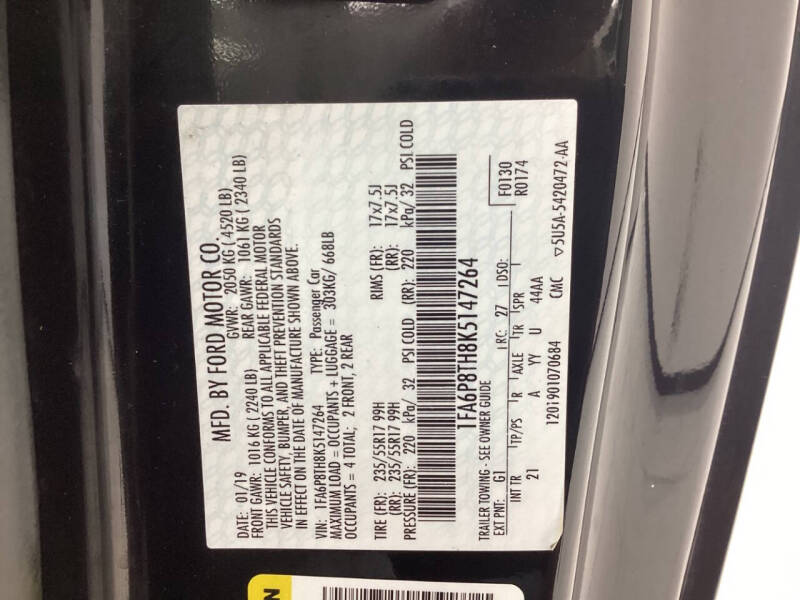 MFD. BY FORD MOTOR CO.
DATE: 01/19 GVWR: 2050 KG ( 4520 LB)
FRONT GAWR: 1016 KG ( 2240 LB) REAR GAWR: 1061 KG ( 2340 LB)
THIS VEHICLE CONFORMS TO ALL APPLICABLE FEDERAL MOTOR
VEHICLE SAFETY, BUMPER, AND THEFT PREVENTION STANDARDS
IN EFFECT ON THE DATE OF MANUFACTURE SHOWN ABOVE.
VIN: 1FA6P8TH8K5147264 TYPE: Passenger Car
MAXIMUM LOAD = OCCUPANTS + LUGGAGE = 303KG/ 668LB
OCCUPANTS = 4 TOTAL; 2 FRONT, 2 REAR
TIRE (FR): 235/55R17 99H RIMS (FR): 17x7.5J
(RR): 235/55R17 99H (RR): 17x7.5J
PRESSURE (FR): 220 kPa/ 32 PSI COLD (RR): 220 kPa/ 32 PSI COLD
1FA6P8TH8K5147264
TRAILER TOWING - SEE OWNER GUIDE
F0130
EXT PNT: G1 RC: 27 DSO: R0174
INT TR TP/PS R AXLE TR SPR
21 A YY U 44AA
1201901070684 CMC ▽5U5A-5420472-AA
N